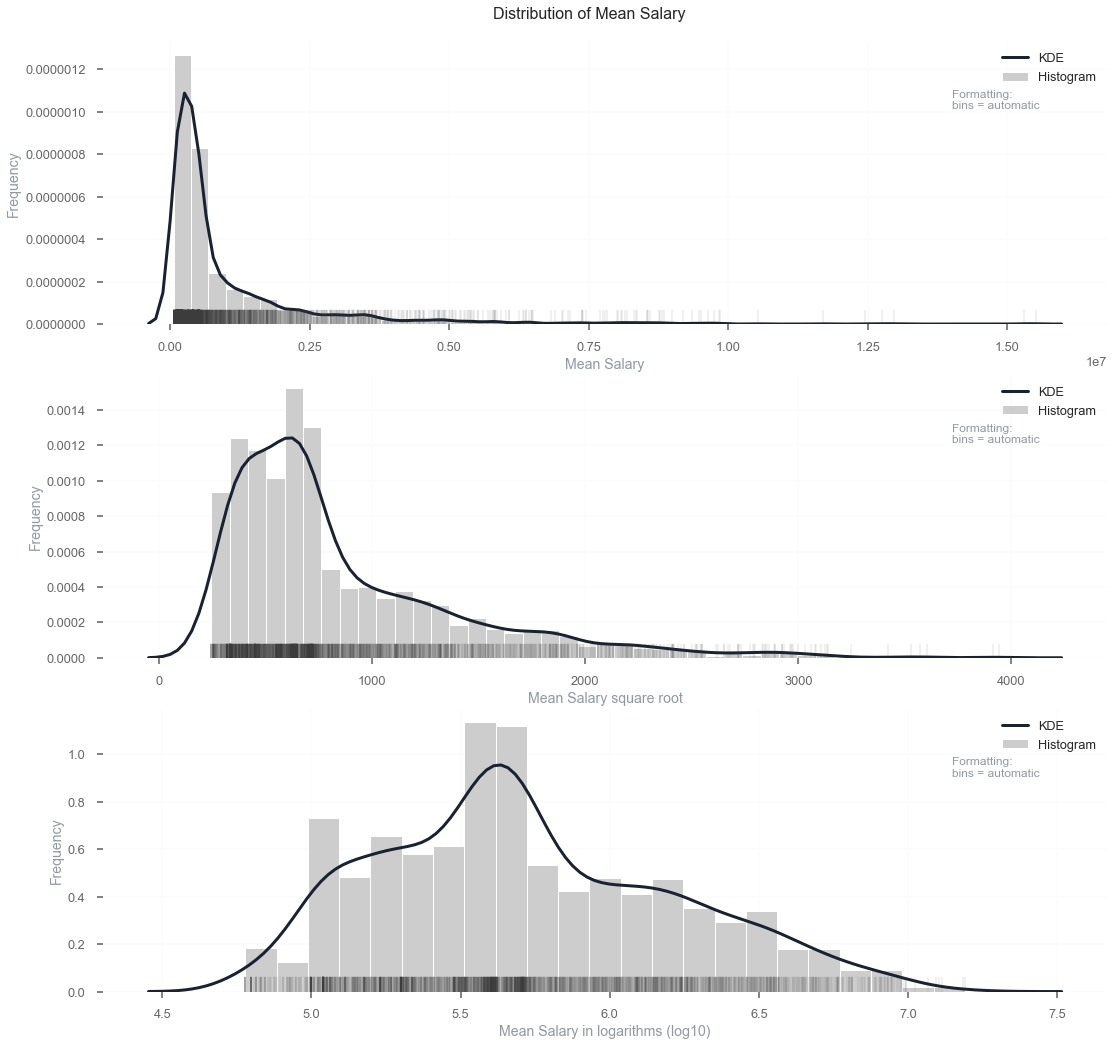 Distribution of Mean Salary
KDE
Histogram
Formatting:
bins = automatic
0.0000012
0.0000010
0.0000008
0.0000006
0.0000004
0.0000002
0.0000000
Frequency
0.00 0.25 0.50 0.75 1.00 1.25 1.50
1e7
Mean Salary
KDE
Histogram
Formatting:
bins = automatic
0.0014
0.0012
0.0010
0.0008
0.0006
0.0004
0.0002
0.0000
Frequency
0 1000 2000 3000 4000
Mean Salary square root
KDE
Histogram
Formatting:
bins = automatic
1.0
0.8
0.6
0.4
0.2
0.0
Frequency
4.5 5.0 5.5 6.0 6.5 7.0 7.5
Mean Salary in logarithms (log10)